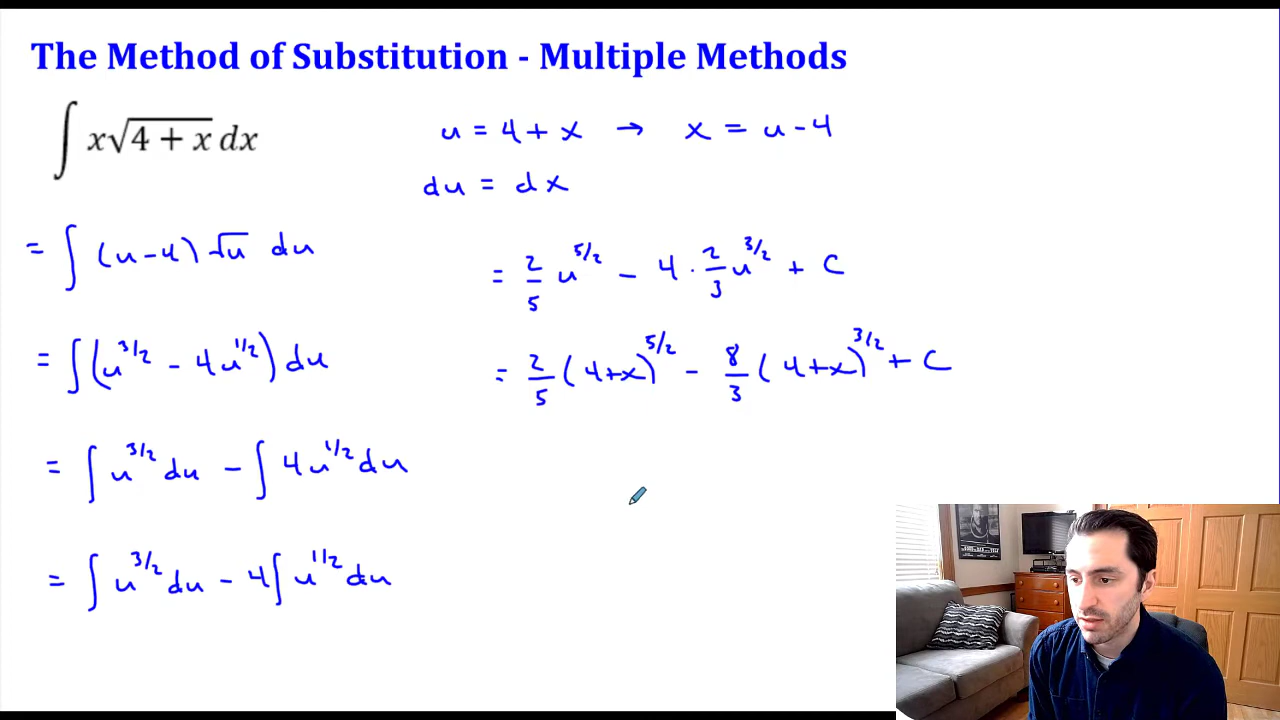 The Method of Substitution - Multiple Methods
∫ x√(4 + x) dx
u = 4 + x → x = u - 4
du = dx
= ∫ (u - 4) √u du
= ∫ (u^3/2 - 4u^1/2) du
= ∫ u^3/2 du - ∫ 4u^1/2 du
= ∫ u^3/2 du - 4 ∫ u^1/2 du
= 2/5 u^5/2 - 4 · 2/3 u^3/2 + C
= 2/5 (4+x)^5/2 - 8/3 (4+x)^3/2 + C